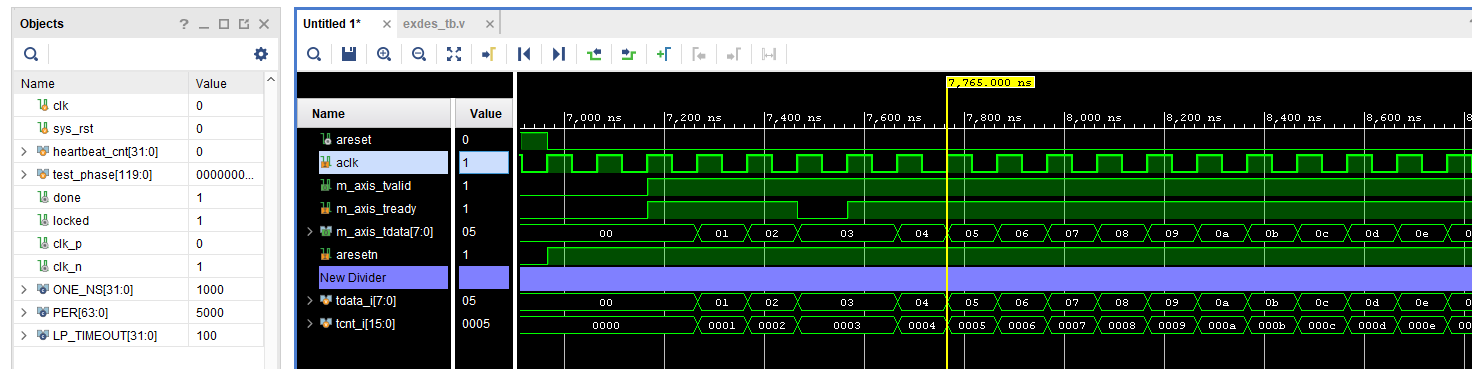 Objects
Name Value
clk 0
sys_rst 0
heartbeat_cnt[31:0] 0
test_phase[119:0] 0000000...
done 1
locked 1
clk_p 0
clk_n 1
ONE_NS[31:0] 1000
PER[63:0] 5000
LP_TIMEOUT[31:0] 100
Untitled 1* exdes_tb.v
7,765.000 ns
Name Value
7,000 ns 7,200 ns 7,400 ns 7,600 ns 7,800 ns 8,000 ns 8,200 ns 8,400 ns 8,600 ns 8,
areset 0
aclk 1
m_axis_tvalid 1
m_axis_tready 1
m_axis_tdata[7:0] 05 00 01 02 03 04 05 06 07 08 09 0a 0b 0c 0d 0e 0
aresetn 1
New Divider
tdata_i[7:0] 05 00 01 02 03 04 05 06 07 08 09 0a 0b 0c 0d 0e 0
tcnt_i[15:0] 0005 0000 0001 0002 0003 0004 0005 0006 0007 0008 0009 000a 000b 000c 000d 000e 00